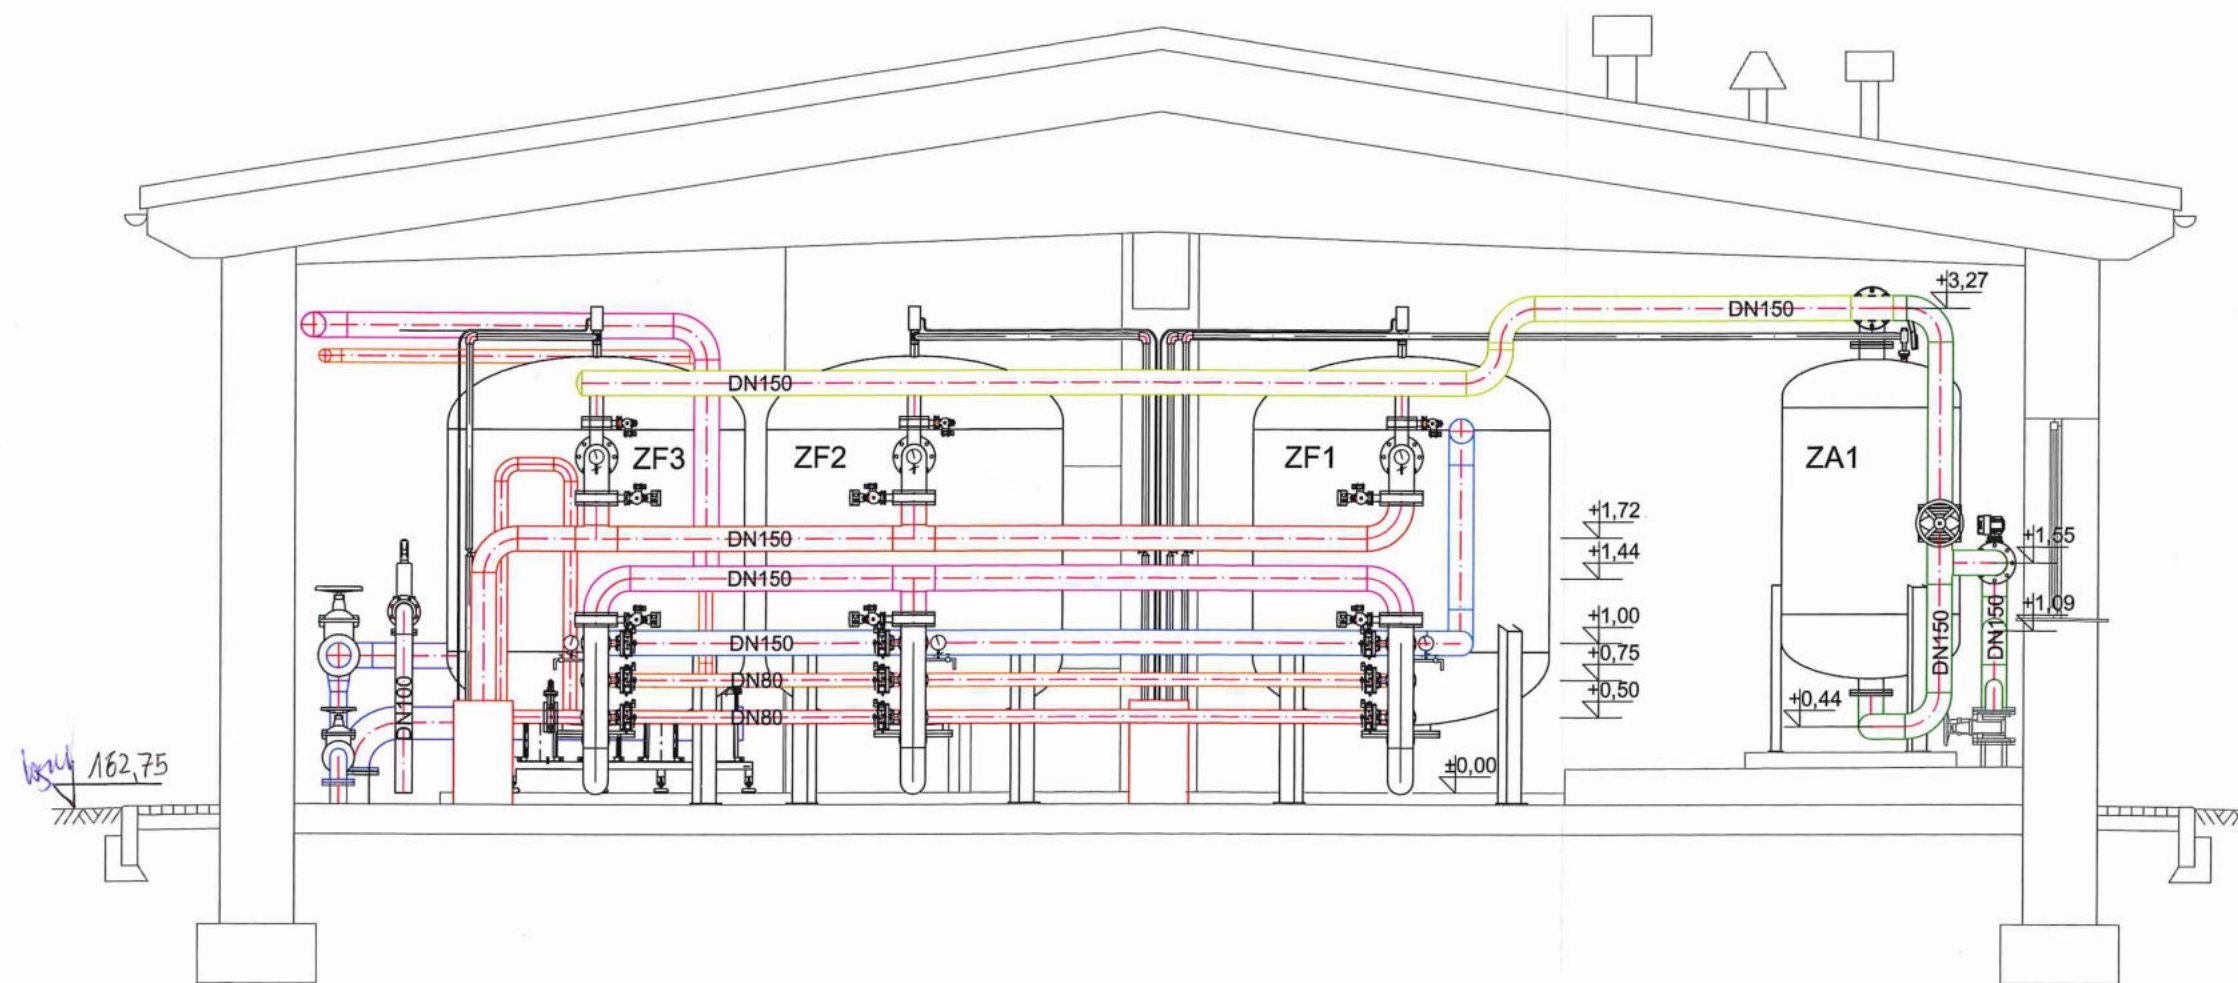 +3,27
DN150
DN150
ZF3
ZF2
ZF1
ZA1
+1,72
DN150
+1,44
+1,55
DN150
+1,09
+1,00
DN150
DN150
DN150
+0,75
DN80
+0,50
+0,44
DN80
DN100
162,75
±0,00